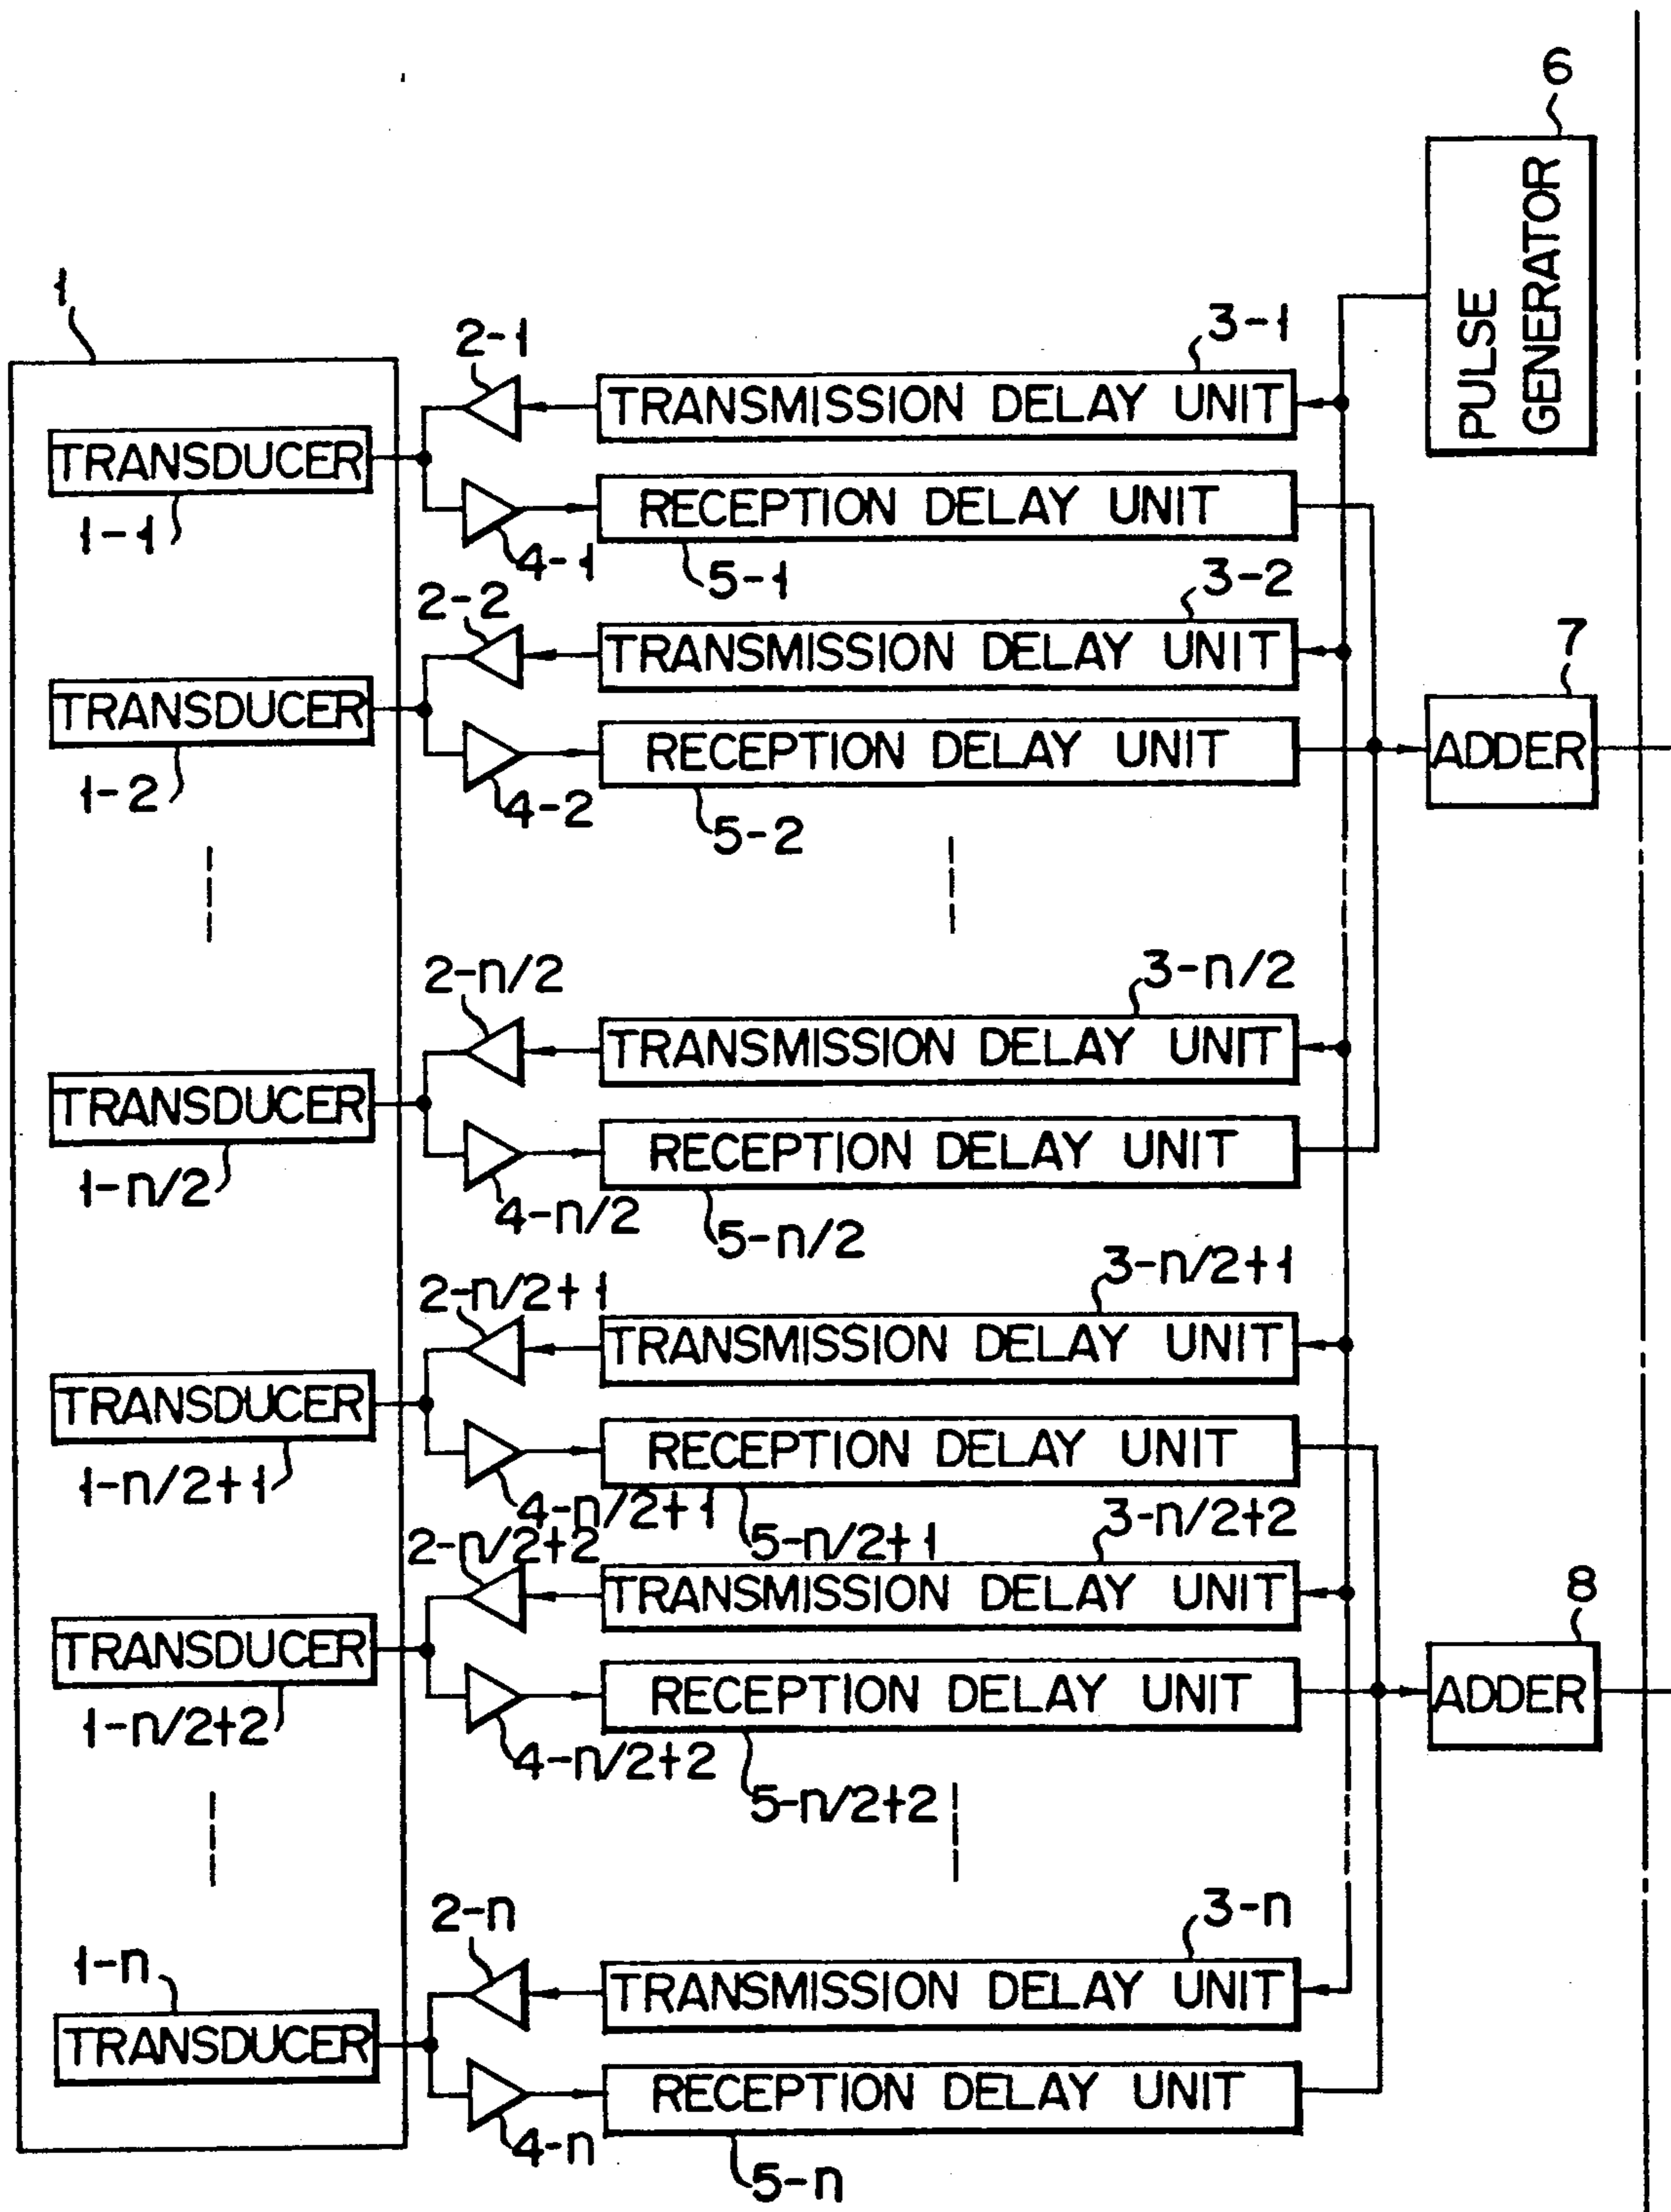 6
PULSE
GENERATOR
1
2-1
3-1
TRANSMISSION DELAY UNIT
TRANSDUCER
1-1
RECEPTION DELAY UNIT
4-1
5-1
2-2
3-2
TRANSMISSION DELAY UNIT
7
TRANSDUCER
1-2
RECEPTION DELAY UNIT
ADDER
4-2
5-2
2-n/2
3-n/2
TRANSMISSION DELAY UNIT
TRANSDUCER
1-n/2
RECEPTION DELAY UNIT
4-n/2
5-n/2
2-n/2+1
3-n/2+1
TRANSMISSION DELAY UNIT
TRANSDUCER
1-n/2+1
RECEPTION DELAY UNIT
4-n/2+1
5-n/2+1
2-n/2+2
3-n/2+2
TRANSMISSION DELAY UNIT
8
TRANSDUCER
1-n/2+2
RECEPTION DELAY UNIT
ADDER
4-n/2+2
5-n/2+2
2-n
3-n
1-n
TRANSMISSION DELAY UNIT
TRANSDUCER
RECEPTION DELAY UNIT
4-n
5-n